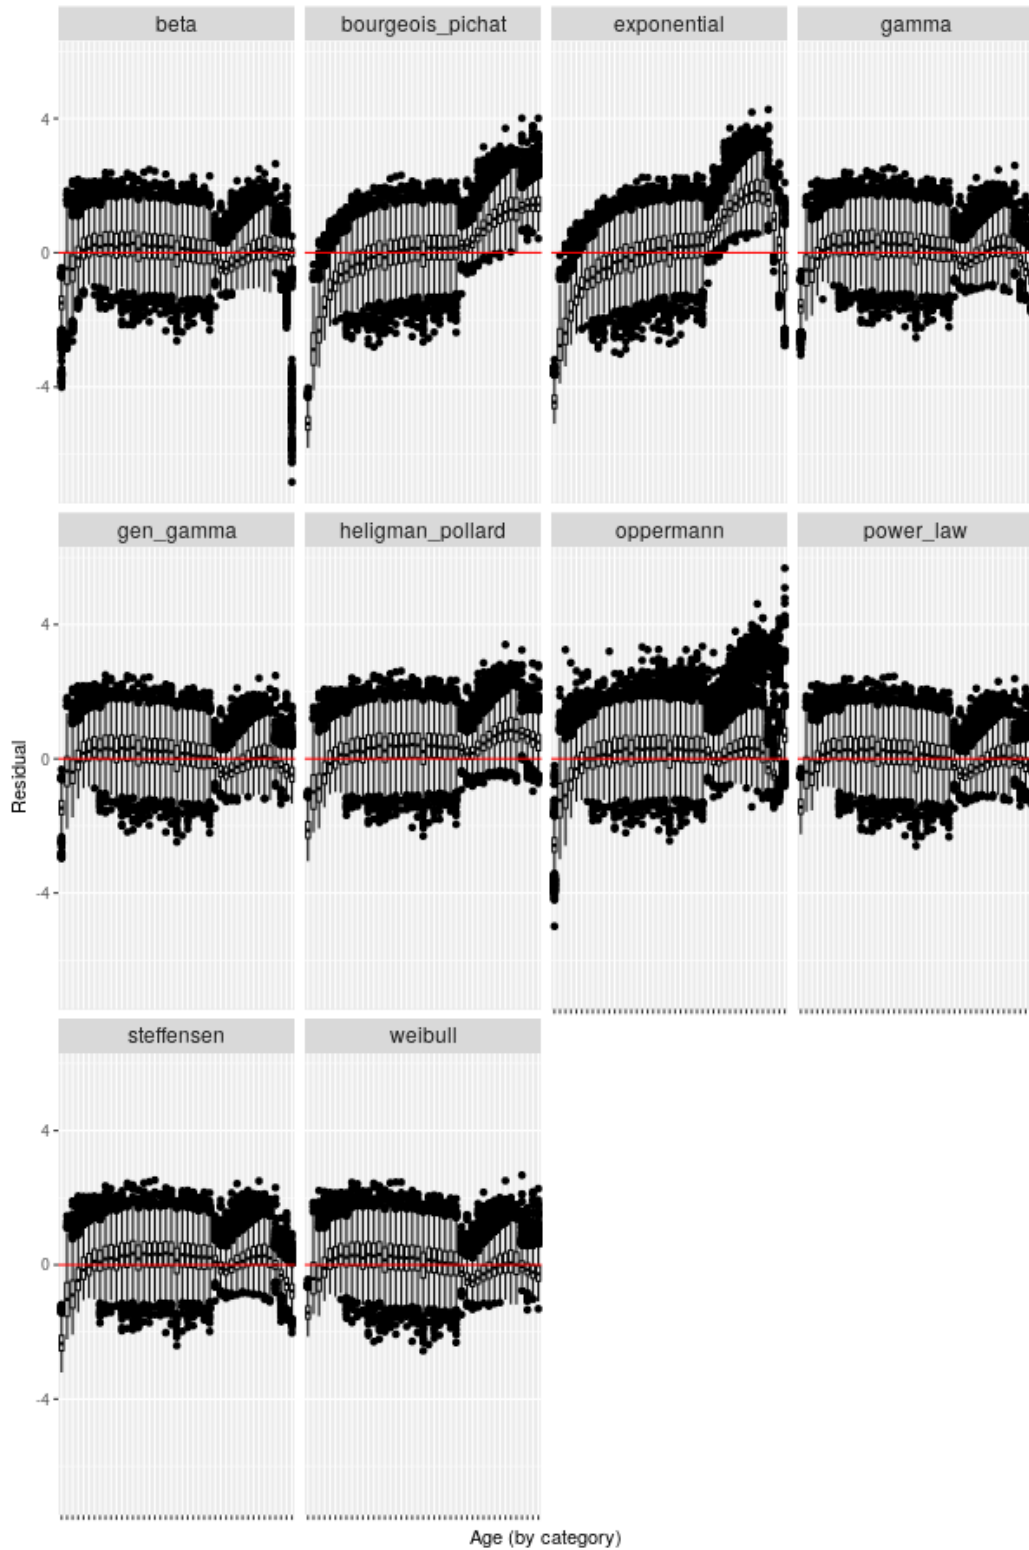 beta bourgeois_pichat exponential gamma
4
0
-4
gen_gamma heligman_pollard oppermann power_law
4
0
-4
Residual
steffensen weibull
4
0
-4
Age (by category)